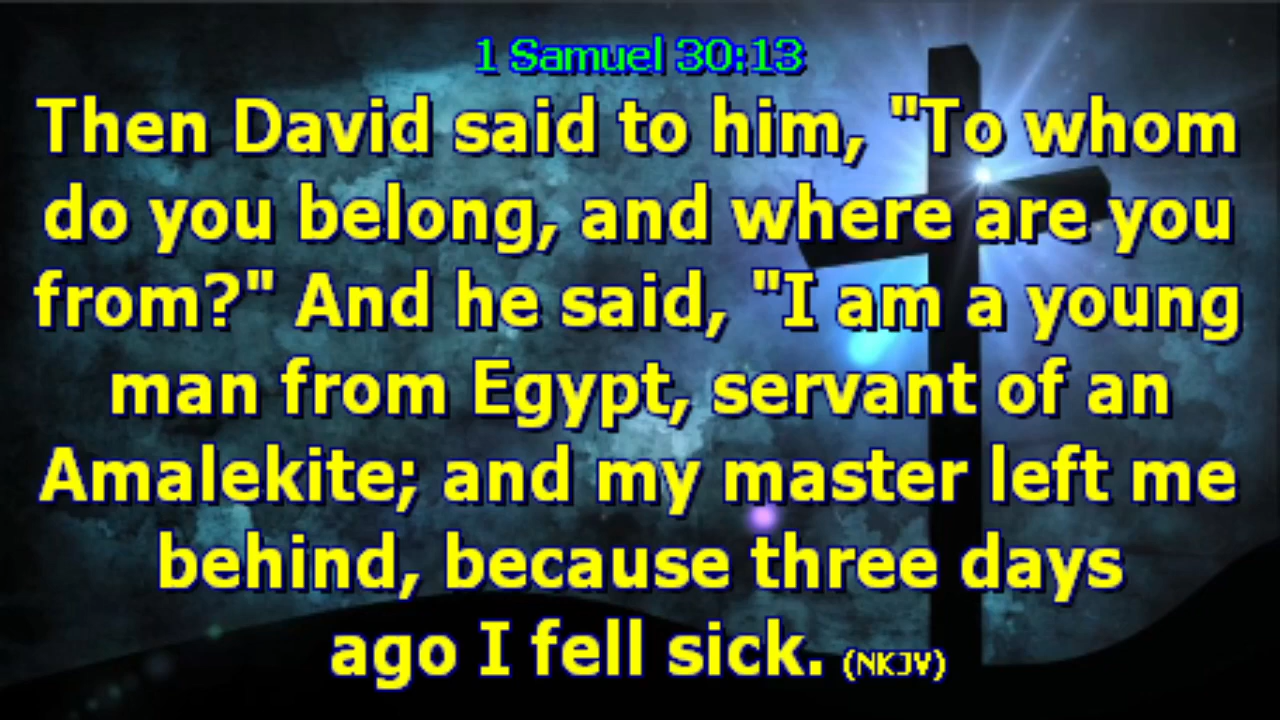 1 Samuel 30:13
Then David said to him, "To whom
do you belong, and where are you
from?" And he said, "I am a young
man from Egypt, servant of an
Amalekite; and my master left me
behind, because three days
ago I fell sick. (NKJV)